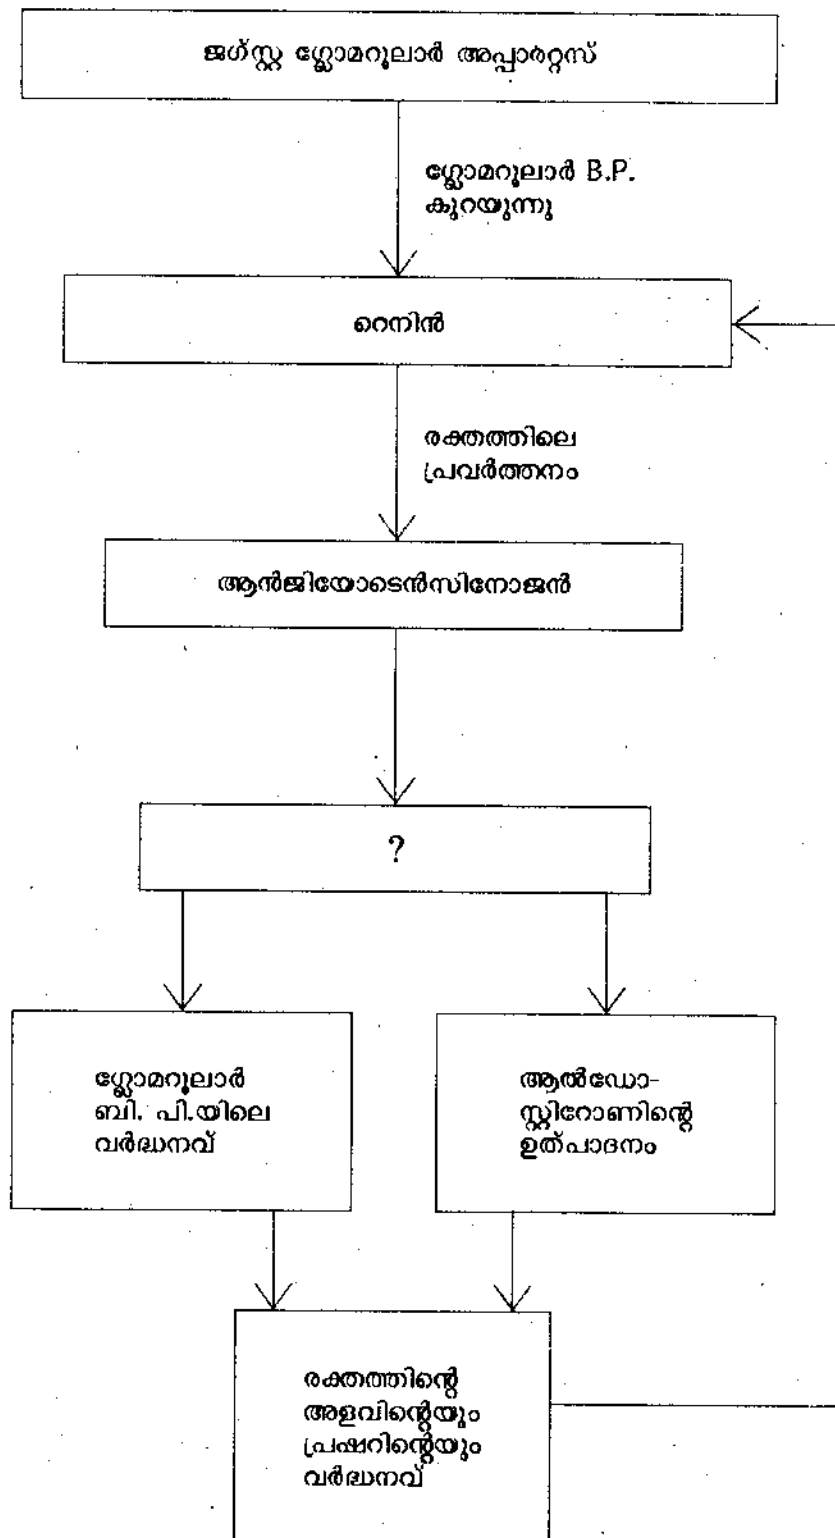 ജഗ്സ്റ്റ ഗ്ലോമറൂലാർ അപ്പാരറ്റസ്
ഗ്ലോമറൂലാർ B.P.
കുറയുന്നു
റെനിൻ
രക്തത്തിലെ
പ്രവർത്തനം
ആൻജിയോടെൻസിനോജൻ
?
ഗ്ലോമറൂലാർ
ബി. പി.യിലെ
വർദ്ധനവ്
ആൽഡോ-
സ്റ്റിറോണിന്റെ
ഉത്പാദനം
രക്തത്തിന്റെ
അളവിന്റെയും
പ്രഷറിന്റെയും
വർദ്ധനവ്